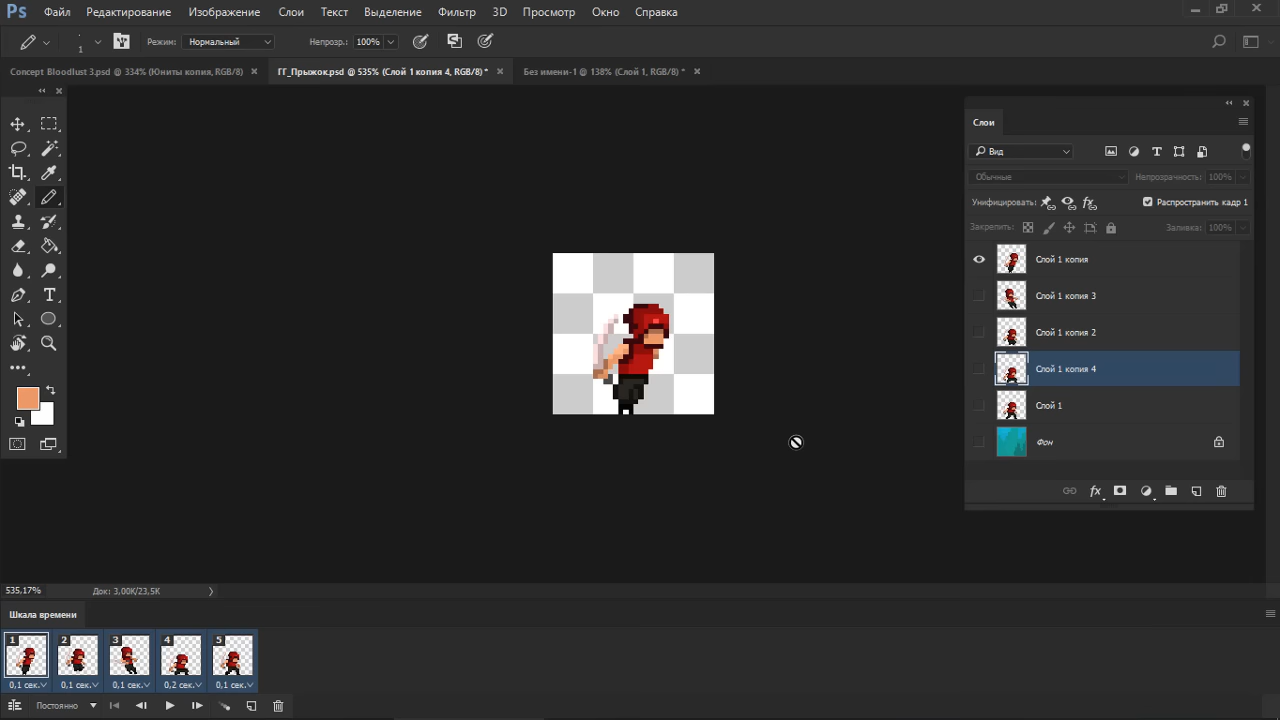 Ps Файл Редактирование Изображение Слои Текст Выделение Фильтр 3D Просмотр Окно Справка
1 Режим: Нормальный Непрозр.: 100%
Concept Bloodlust 3.psd @ 334% (Юниты копия, RGB/8) ГГ_Прыжок.psd @ 535% (Слой 1 копия 4, RGB/8) * Без имени-1 @ 138% (Слой 1, RGB/8) *
Слои
Вид
Обычные Непрозрачность: 100%
Унифицировать: Распространить кадр 1
Закрепить: Заливка: 100%
Слой 1 копия
Слой 1 копия 3
Слой 1 копия 2
Слой 1 копия 4
Слой 1
Фон
fx
535,17% Док: 3,00K/23,5K
Шкала времени
1 2 3 4 5
0,1 сек. 0,1 сек. 0,1 сек. 0,2 сек. 0,1 сек.
Постоянно